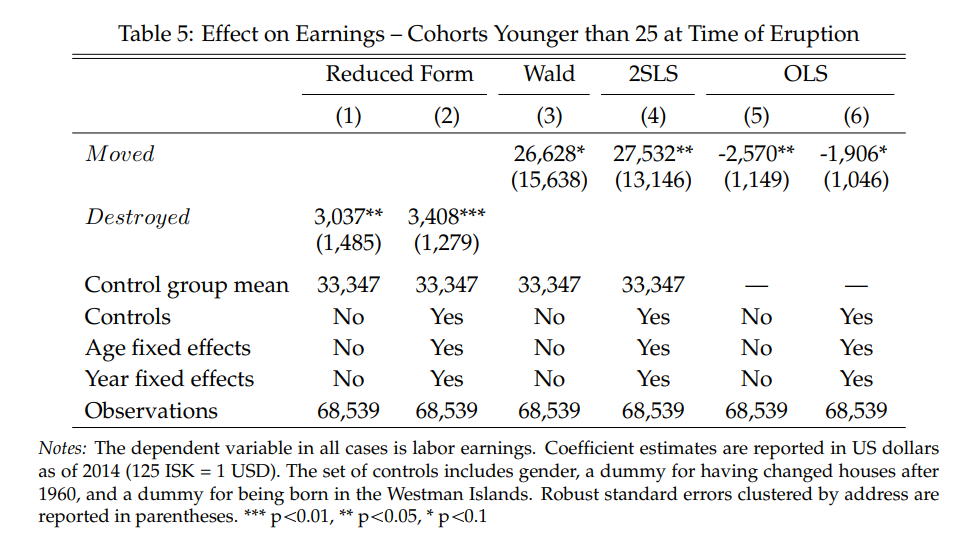 Table 5: Effect on Earnings – Cohorts Younger than 25 at Time of Eruption
Reduced Form Wald 2SLS OLS
(1) (2) (3) (4) (5) (6)
Moved 26,628* 27,532** -2,570** -1,906*
(15,638) (13,146) (1,149) (1,046)
Destroyed 3,037** 3,408***
(1,485) (1,279)
Control group mean 33,347 33,347 33,347 33,347 — —
Controls No Yes No Yes No Yes
Age fixed effects No Yes No Yes No Yes
Year fixed effects No Yes No Yes No Yes
Observations 68,539 68,539 68,539 68,539 68,539 68,539
Notes: The dependent variable in all cases is labor earnings. Coefficient estimates are reported in US dollars
as of 2014 (125 ISK = 1 USD). The set of controls includes gender, a dummy for having changed houses after
1960, and a dummy for being born in the Westman Islands. Robust standard errors clustered by address are
reported in parentheses. *** p<0.01, ** p<0.05, * p<0.1